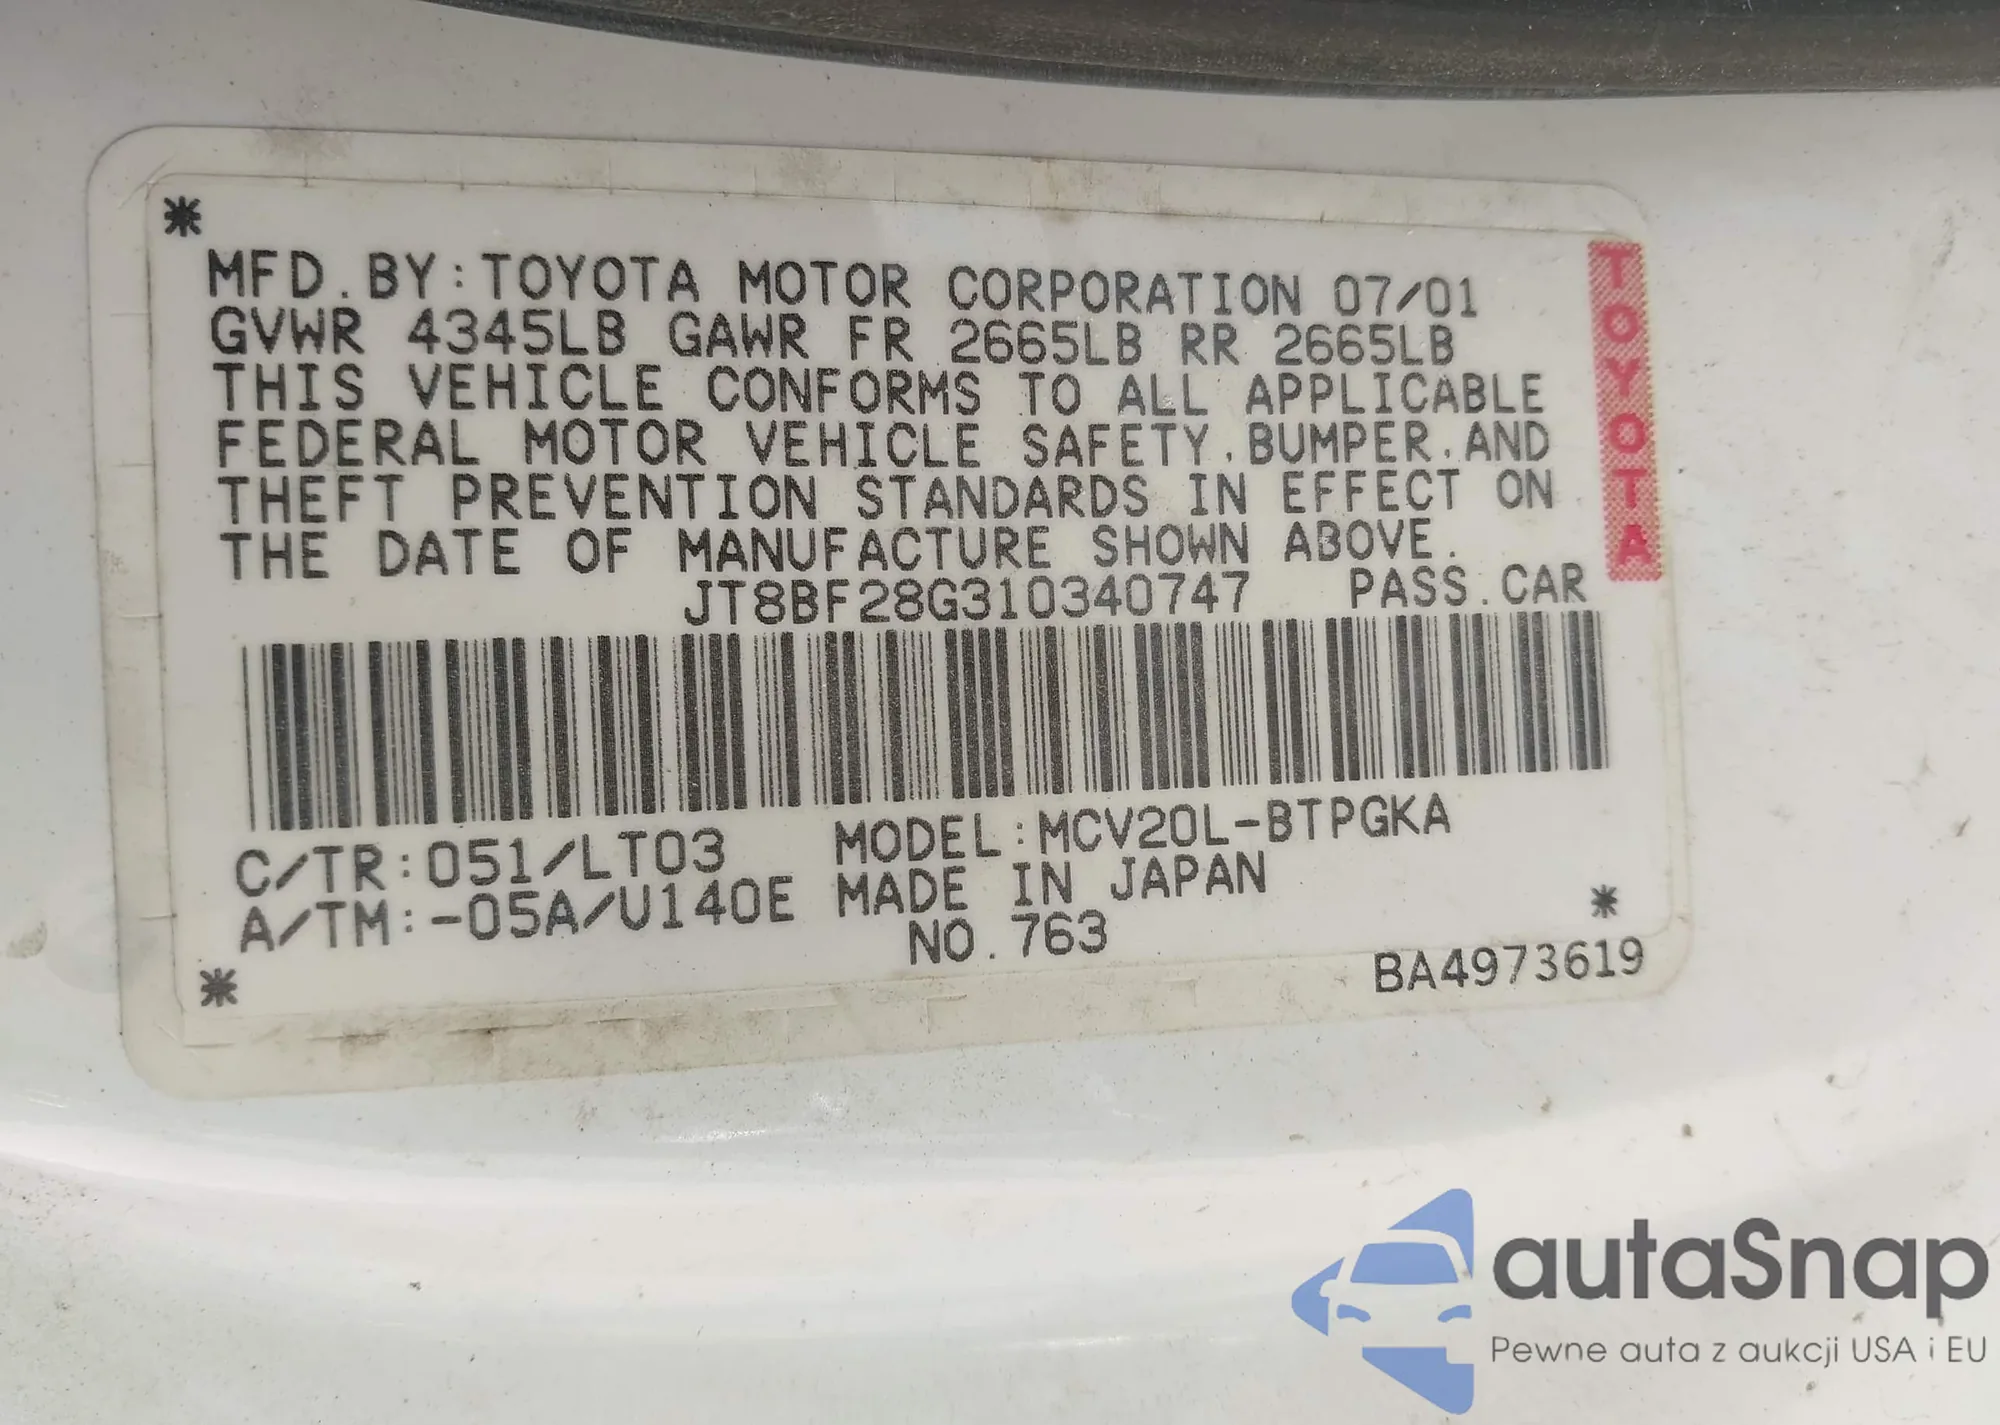 *
MFD.BY:TOYOTA MOTOR CORPORATION 07/01
GVWR 4345LB GAWR FR 2665LB RR 2665LB
THIS VEHICLE CONFORMS TO ALL APPLICABLE
FEDERAL MOTOR VEHICLE SAFETY,BUMPER,AND
THEFT PREVENTION STANDARDS IN EFFECT ON
THE DATE OF MANUFACTURE SHOWN ABOVE.
JT8BF28G310340747 PASS.CAR
TOYOTA
C/TR:051/LT03 MODEL:MCV20L-BTPGKA
A/TM:-05A/U140E MADE IN JAPAN
*
NO.763
* BA4973619
autaSnap
Pewne auta z aukcji USA i EU